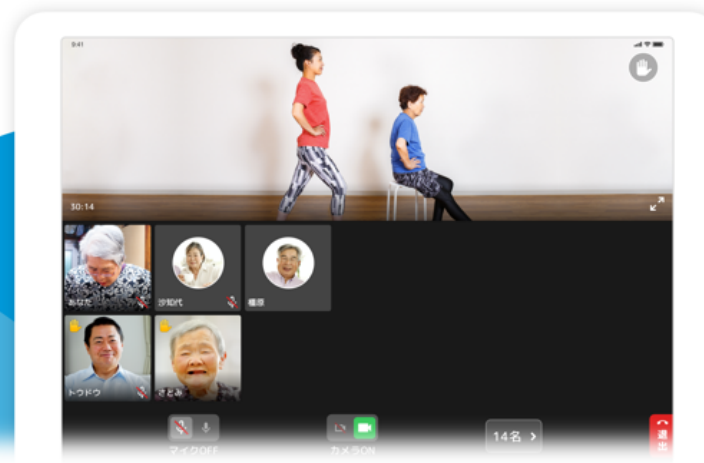 9:41
30:14
あなた
沙知代
櫃原
トウドウ
さとみ
マイクOFF
カメラON
14名
退出